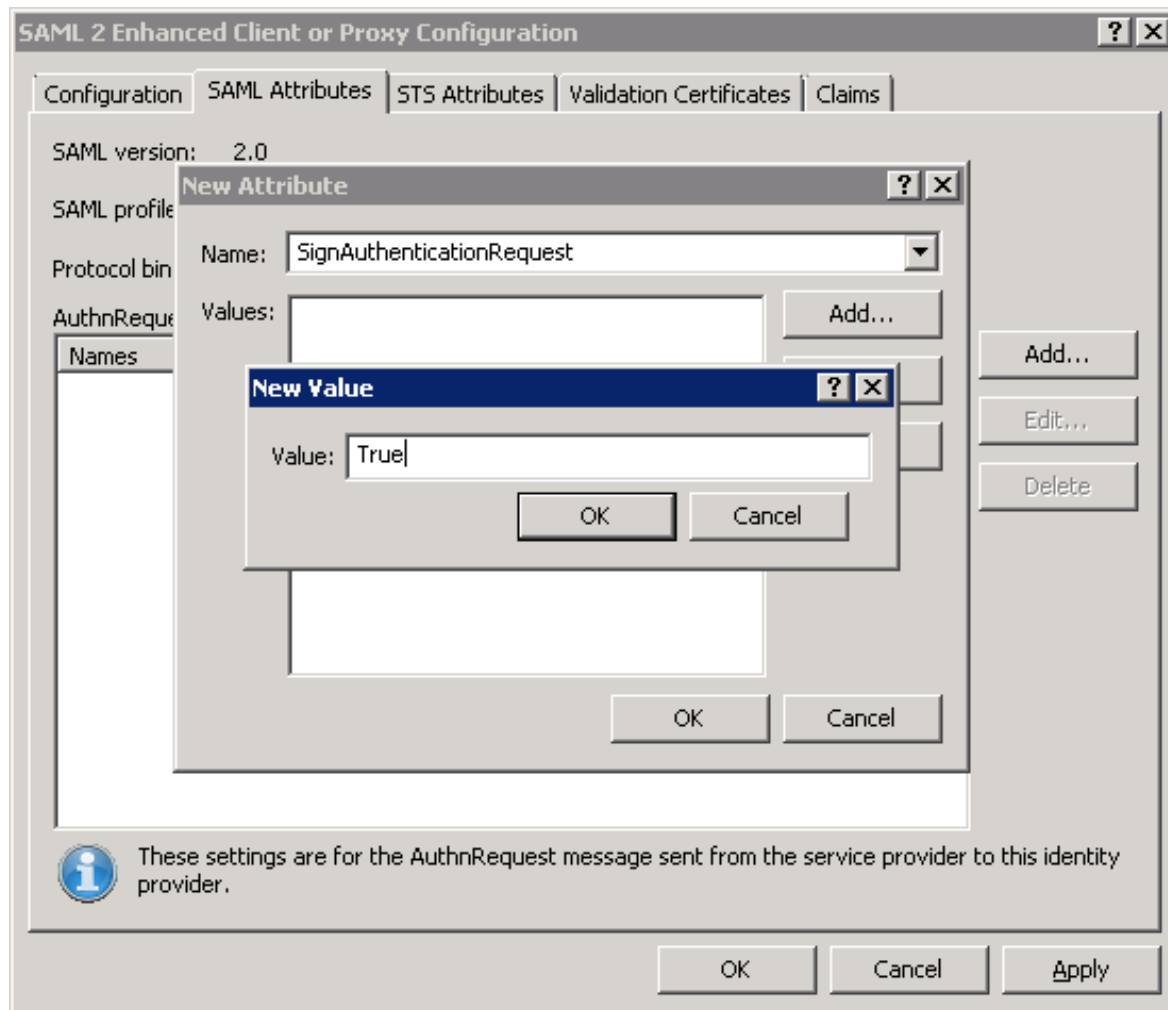 SAML 2 Enhanced Client or Proxy Configuration
Configuration SAML Attributes STS Attributes Validation Certificates Claims
SAML version: 2.0
New Attribute
SAML profile
Name: SignAuthenticationRequest
Protocol bin
Values:
Add...
AuthnReque
Names
Add...
New Value
Edit...
Value: True
Delete
OK Cancel
OK Cancel
These settings are for the AuthnRequest message sent from the service provider to this identity
provider.
OK Cancel Apply